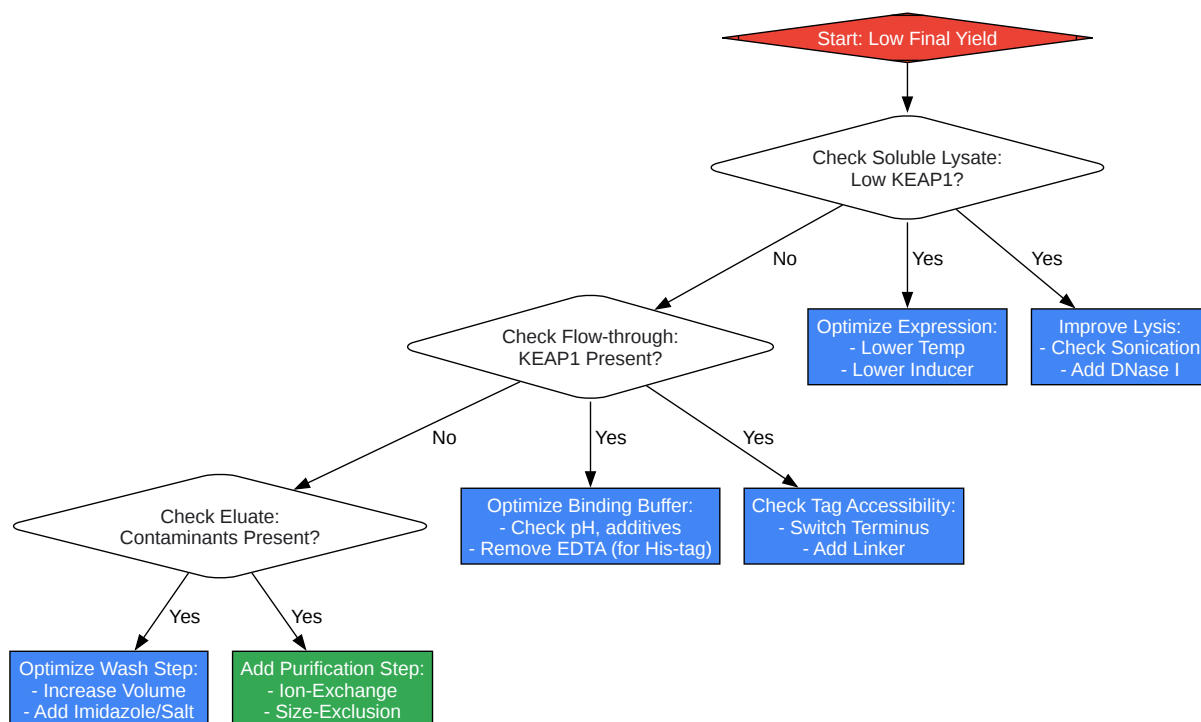 Start: Low Final Yield
Check Soluble Lysate:
Low KEAP1?
No
Yes
Yes
Check Flow-through:
KEAP1 Present?
Optimize Expression:
- Lower Temp
- Lower Inducer
Improve Lysis:
- Check Sonication
- Add DNase I
No
Yes
Yes
Check Eluate:
Contaminants Present?
Optimize Binding Buffer:
- Check pH, additives
- Remove EDTA (for His-tag)
Check Tag Accessibility:
- Switch Terminus
- Add Linker
Yes
Yes
Optimize Wash Step:
- Increase Volume
- Add Imidazole/Salt
Add Purification Step:
- Ion-Exchange
- Size-Exclusion